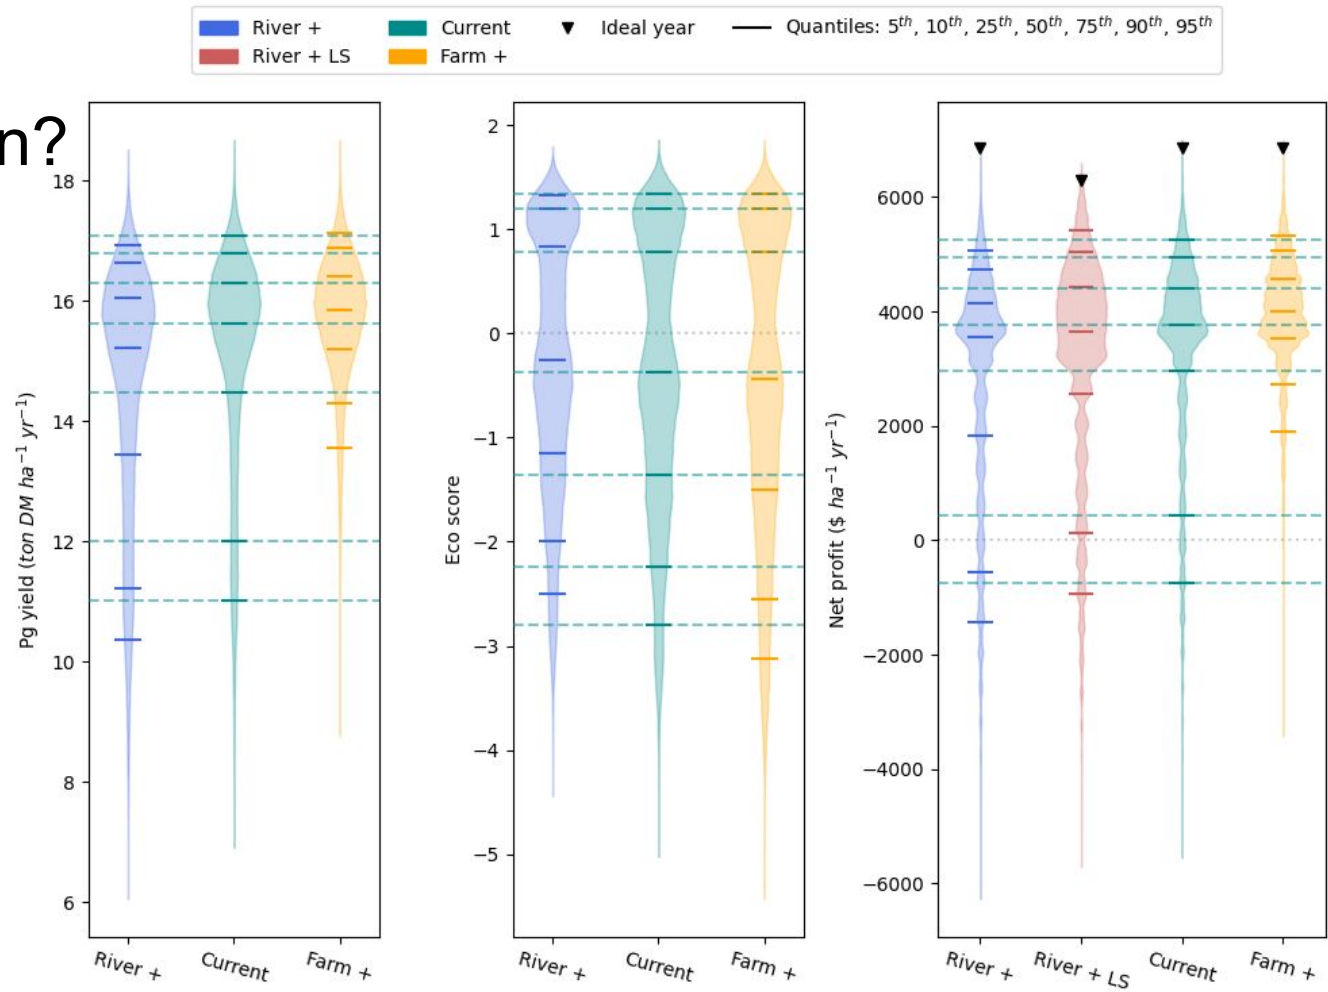 River +
Current
Ideal year
Quantiles: 5th, 10th, 25th, 50th, 75th, 90th, 95th
River + LS
Farm +
n?
Pg yield (ton DM ha−1 yr−1)
18
16
14
12
10
8
6
River +
Current
Farm +
Eco score
2
1
0
−1
−2
−3
−4
−5
River +
Current
Farm +
Net profit ($ ha−1 yr−1)
6000
4000
2000
0
−2000
−4000
−6000
River +
River + LS
Current
Farm +